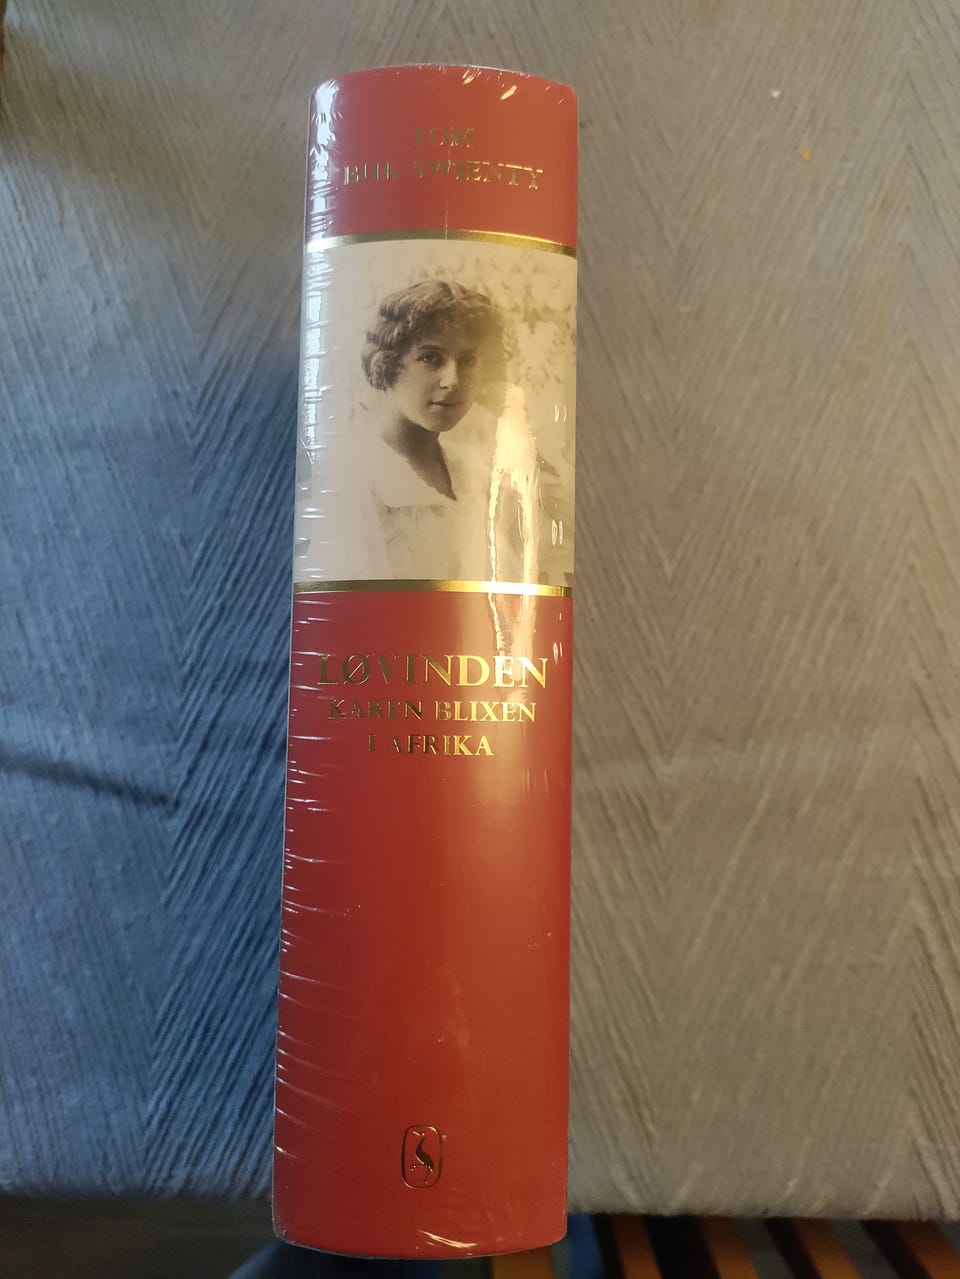 TOM
BUK-SWIENTY
LØVINDEN
KAREN BLIXEN
I AFRIKA